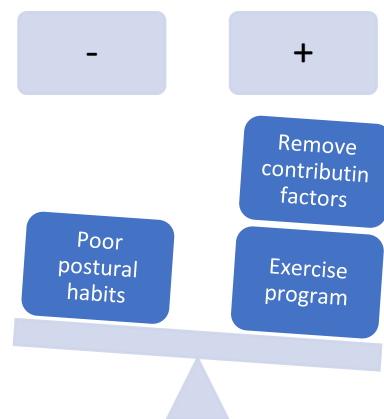 -
+
Remove
contributin
factors
Poor
postural
habits
Exercise
program